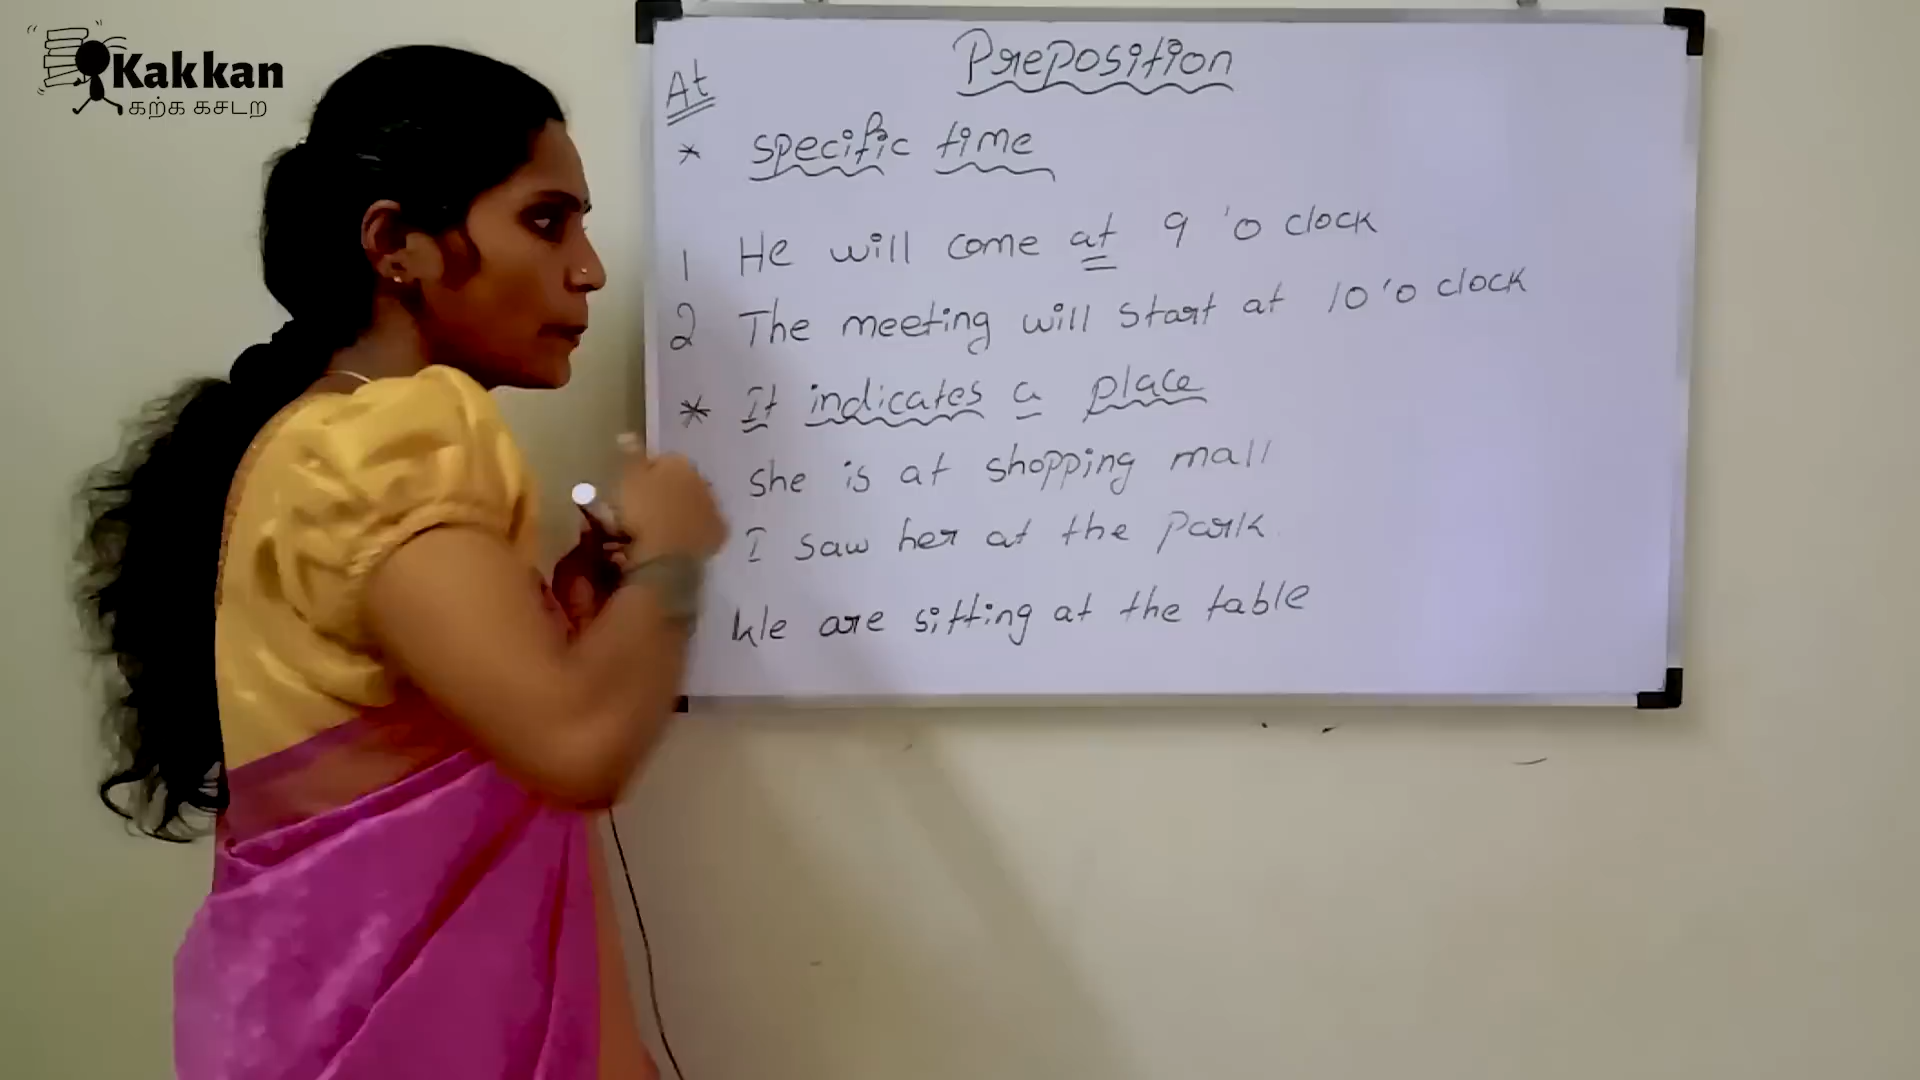 Kakkan
கற்க கசடற
Preposition
At
* specific time
1 He will come at 9 'o clock
2 The meeting will start at 10 'o clock
* It indicates a place
she is at shopping mall
I saw her at the park.
We are sitting at the table